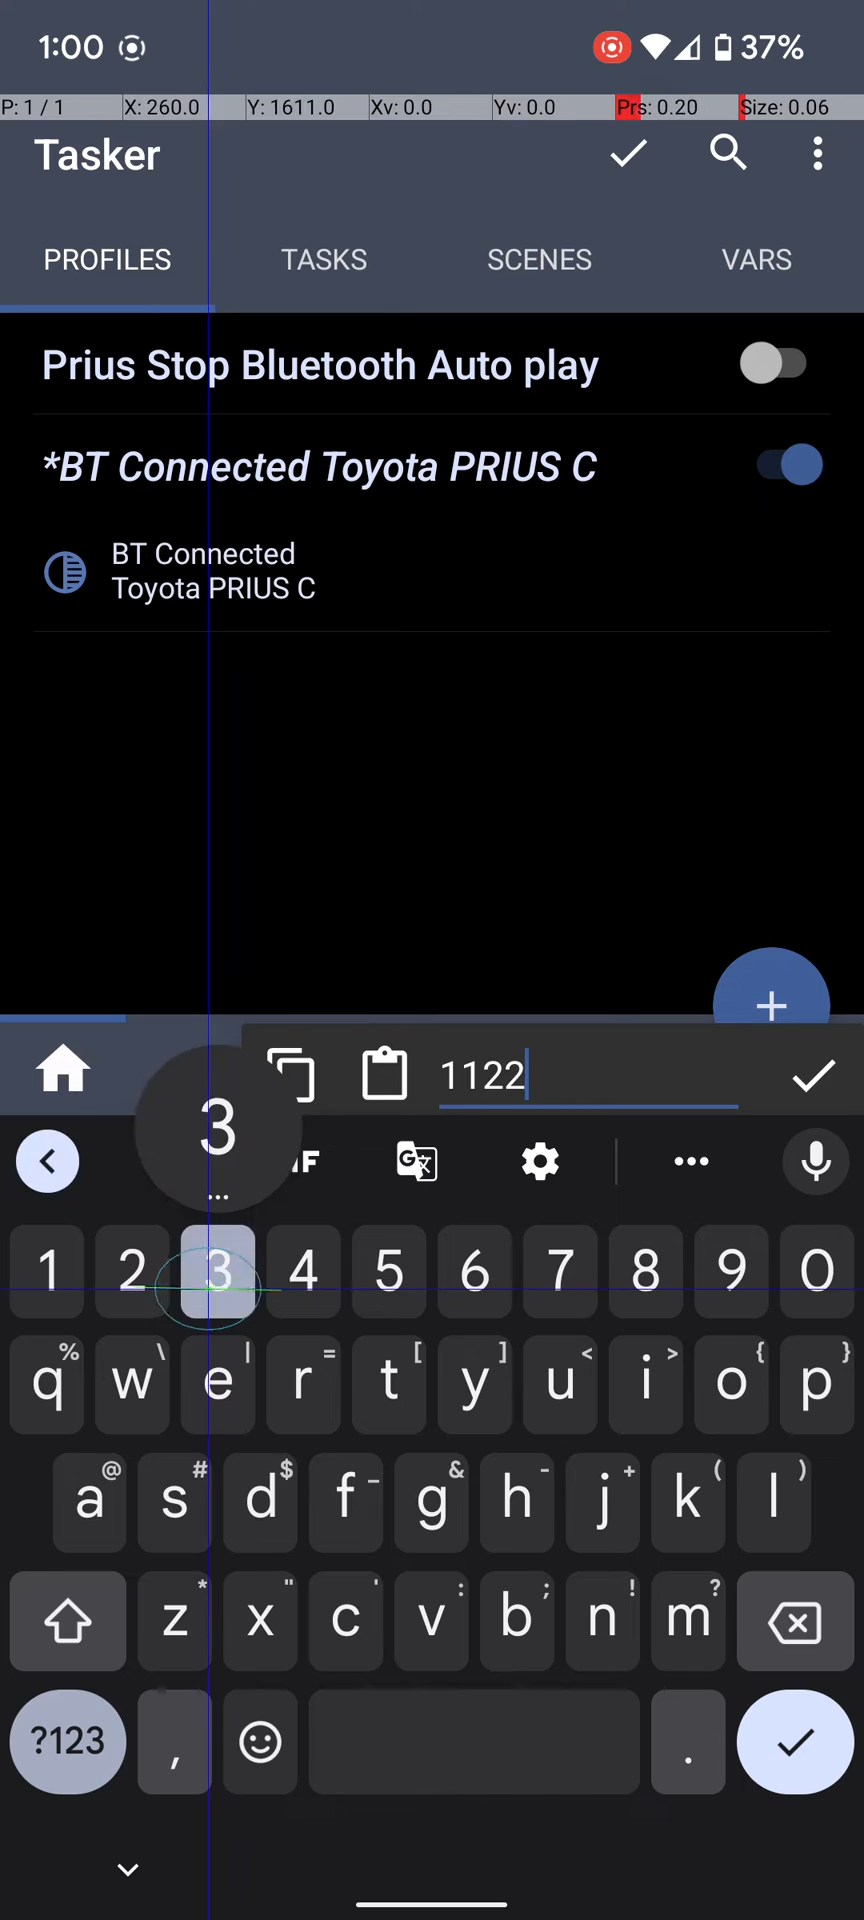 1:00
37%
P: 1 / 1
X: 260.0
Y: 1611.0
Xv: 0.0
Yv: 0.0
Prs: 0.20
Size: 0.06
Tasker
PROFILES
TASKS
SCENES
VARS
Prius Stop Bluetooth Auto play
*BT Connected Toyota PRIUS C
BT Connected
Toyota PRIUS C
+
1122
3
...
IF
G
1 2 3 4 5 6 7 8 9 0
% \ | = [ ] < > { }
q w e r t y u i o p
@ # $ _ & - + ( )
a s d f g h j k l
* " ' : ; ! ?
z x c v b n m
?123 , .